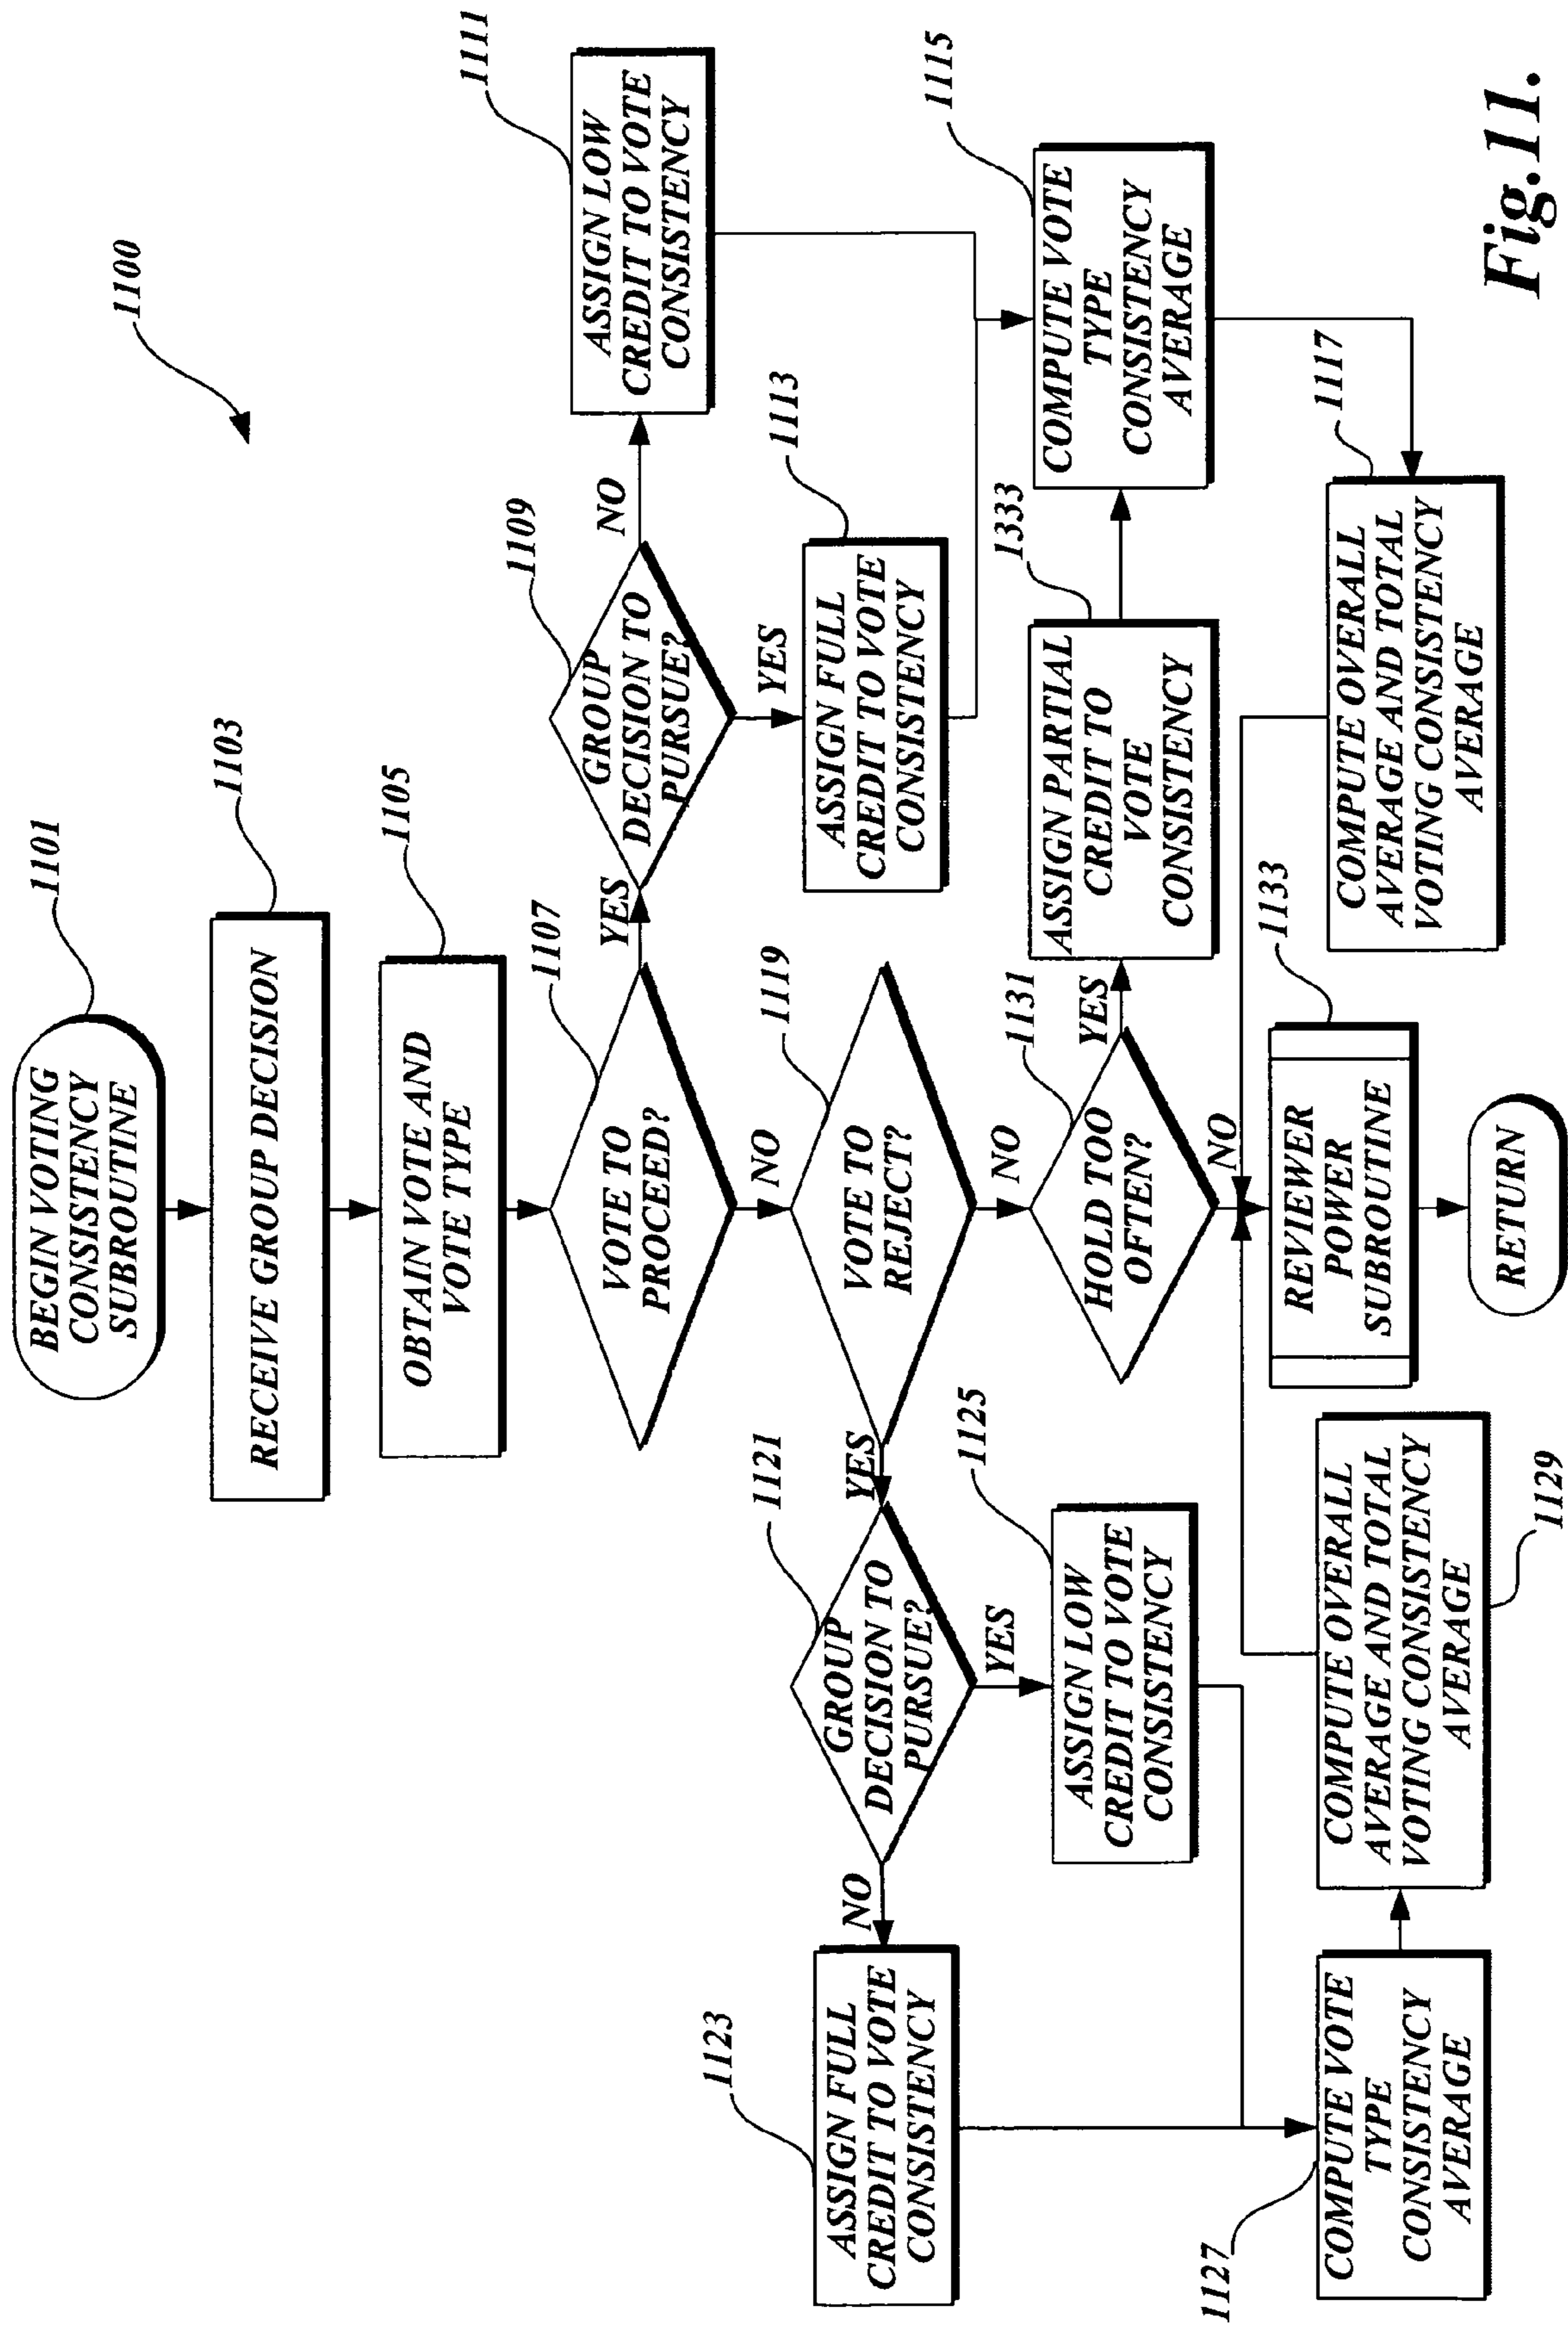 1100
BEGIN VOTING
CONSISTENCY
SUBROUTINE
1101
RECEIVE GROUP DECISION
1103
OBTAIN VOTE AND
VOTE TYPE
1105
VOTE TO
PROCEED?
1107
YES
NO
GROUP
DECISION TO
PURSUE?
1109
NO
YES
ASSIGN LOW
CREDIT TO VOTE
CONSISTENCY
1111
ASSIGN FULL
CREDIT TO VOTE
CONSISTENCY
1113
VOTE TO
REJECT?
1119
YES
NO
GROUP
DECISION TO
PURSUE?
1121
NO
YES
ASSIGN FULL
CREDIT TO VOTE
CONSISTENCY
1123
ASSIGN LOW
CREDIT TO VOTE
CONSISTENCY
1125
HOLD TOO
OFTEN?
1131
YES
NO
ASSIGN PARTIAL
CREDIT TO
VOTE
CONSISTENCY
1333
COMPUTE VOTE
TYPE
CONSISTENCY
AVERAGE
1115
COMPUTE VOTE
TYPE
CONSISTENCY
AVERAGE
1127
COMPUTE OVERALL
AVERAGE AND TOTAL
VOTING CONSISTENCY
AVERAGE
1129
REVIEWER
POWER
SUBROUTINE
1133
COMPUTE OVERALL
AVERAGE AND TOTAL
VOTING CONSISTENCY
AVERAGE
1117
RETURN
Fig.11.